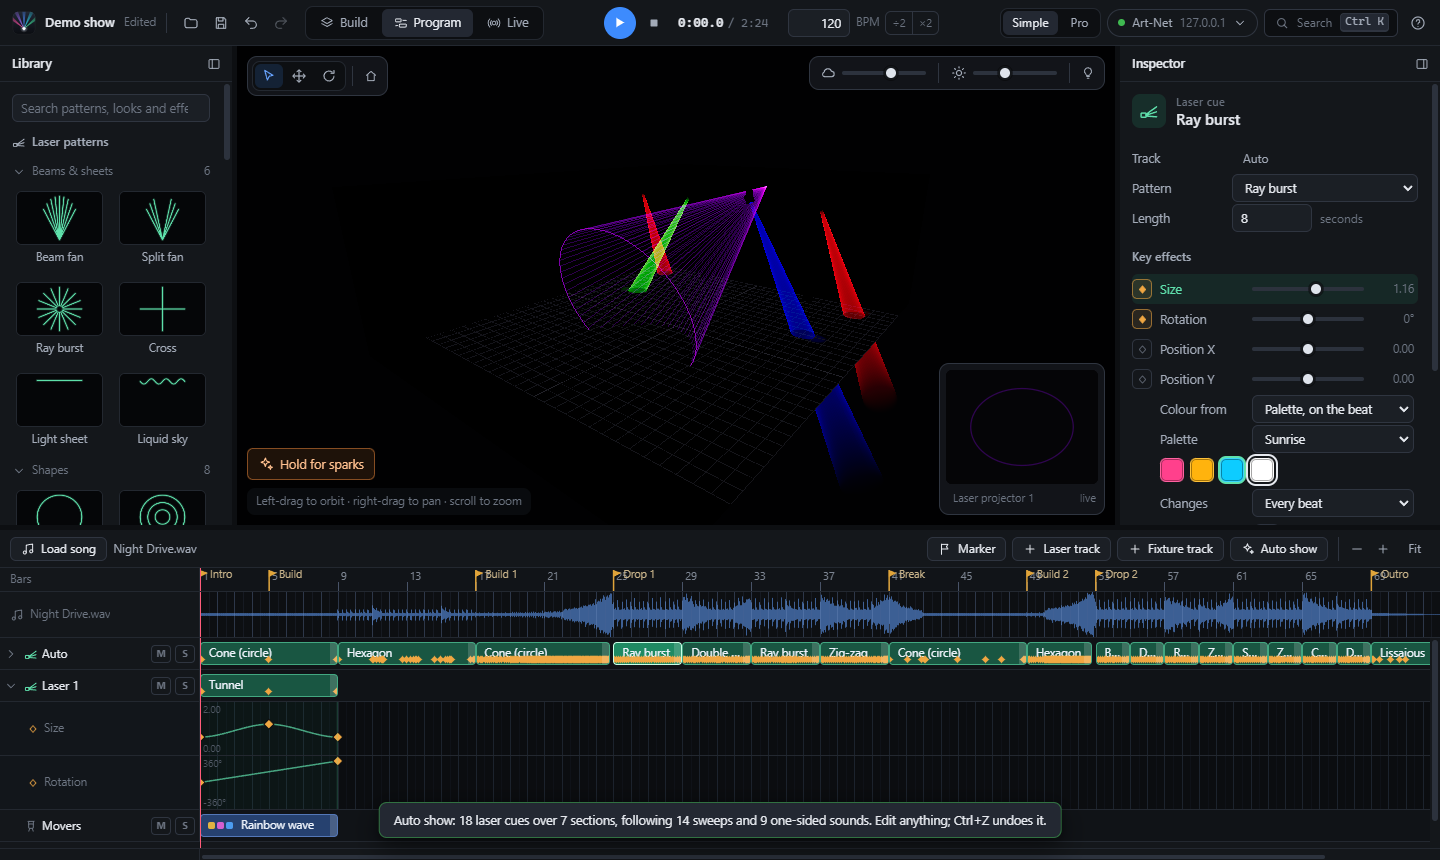 Demo show Edited Build Program Live 0:00.0 / 2:24 120 BPM ÷2 ×2 Simple Pro Art-Net 127.0.0.1 Search Ctrl K
Library
Search patterns, looks and effe
Laser patterns
Beams & sheets 6
Beam fan Split fan
Ray burst Cross
Light sheet Liquid sky
Shapes 8
Hold for sparks
Left-drag to orbit · right-drag to pan · scroll to zoom
Laser projector 1 live
Inspector
Laser cue
Ray burst
Track Auto
Pattern Ray burst
Length 8 seconds
Key effects
Size 1.16
Rotation 0°
Position X 0.00
Position Y 0.00
Colour from Palette, on the beat
Palette Sunrise
Changes Every beat
Load song Night Drive.wav Marker Laser track Fixture track Auto show Fit
Bars Intro Build 9 13 Build 1 21 Drop 1 29 33 37 Break 45 Build 2 Drop 2 57 61 65 Outro
Night Drive.wav
Auto M S Cone (circle) Hexagon Cone (circle) Ray burst Double ... Ray burst Zig-zag Cone (circle) Hexagon B... D... R... Z... S... Z... C... D... Lissajous
Laser 1 M S Tunnel
2.00
Size
0.00
360°
Rotation
-360°
Movers M S Rainbow wave
Auto show: 18 laser cues over 7 sections, following 14 sweeps and 9 one-sided sounds. Edit anything; Ctrl+Z undoes it.